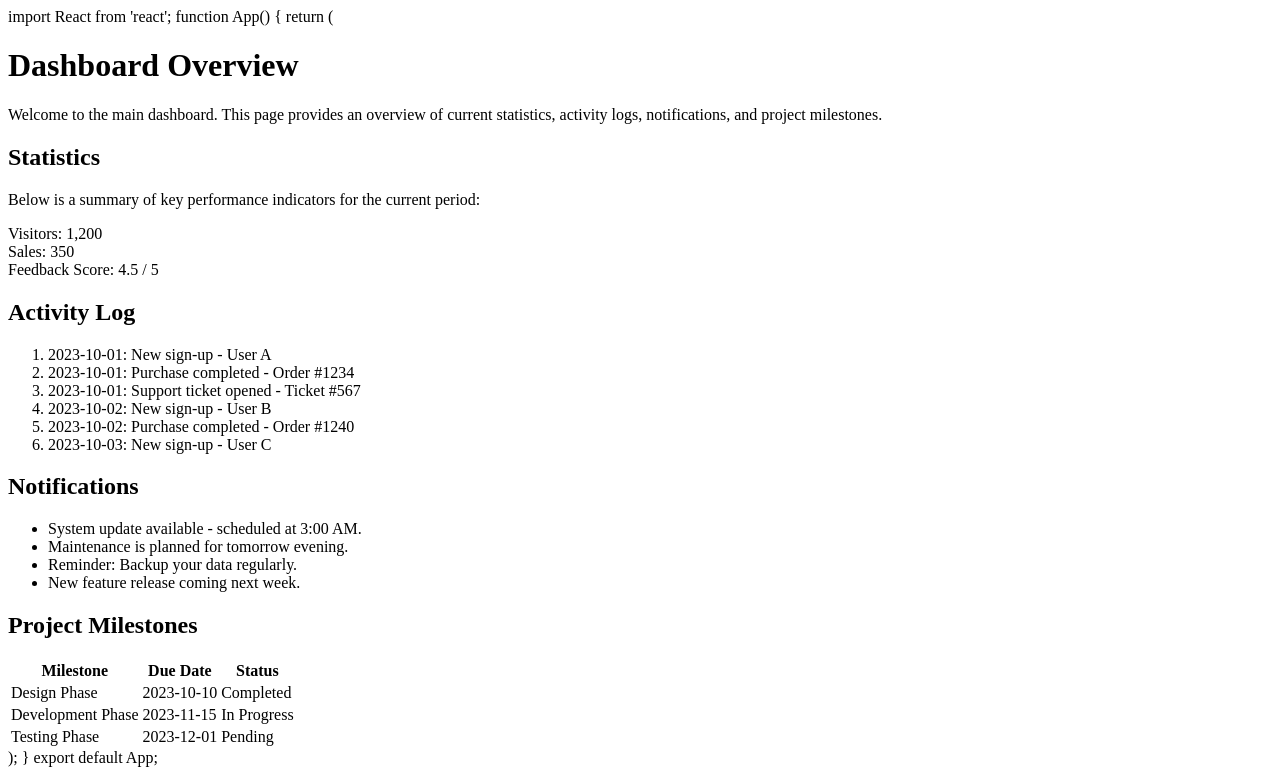 import React from 'react'; function App() { return (
Dashboard Overview
Welcome to the main dashboard. This page provides an overview of current statistics, activity logs, notifications, and project milestones.
Statistics
Below is a summary of key performance indicators for the current period:
Visitors: 1,200
Sales: 350
Feedback Score: 4.5 / 5
Activity Log
1. 2023-10-01: New sign-up - User A
2. 2023-10-01: Purchase completed - Order #1234
3. 2023-10-01: Support ticket opened - Ticket #567
4. 2023-10-02: New sign-up - User B
5. 2023-10-02: Purchase completed - Order #1240
6. 2023-10-03: New sign-up - User C
Notifications
• System update available - scheduled at 3:00 AM.
• Maintenance is planned for tomorrow evening.
• Reminder: Backup your data regularly.
• New feature release coming next week.
Project Milestones
Milestone Due Date Status
Design Phase 2023-10-10 Completed
Development Phase 2023-11-15 In Progress
Testing Phase 2023-12-01 Pending
); } export default App;